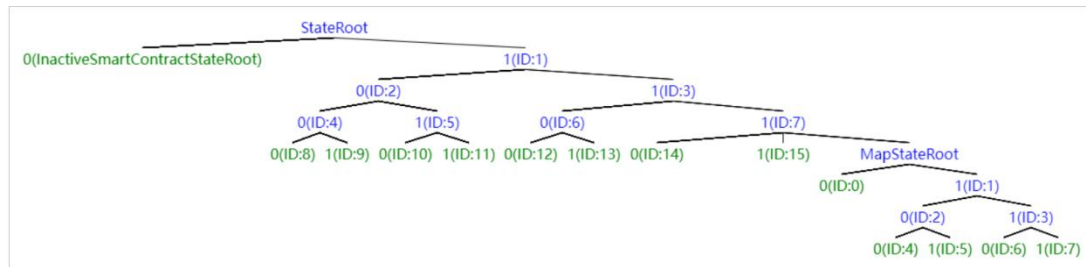 StateRoot
0(InactiveSmartContractStateRoot) 1(ID:1)
0(ID:2) 1(ID:3)
0(ID:4) 1(ID:5) 0(ID:6) 1(ID:7)
0(ID:8) 1(ID:9) 0(ID:10) 1(ID:11) 0(ID:12) 1(ID:13) 0(ID:14) 1(ID:15) MapStateRoot
0(ID:0) 1(ID:1)
0(ID:2) 1(ID:3)
0(ID:4) 1(ID:5) 0(ID:6) 1(ID:7)